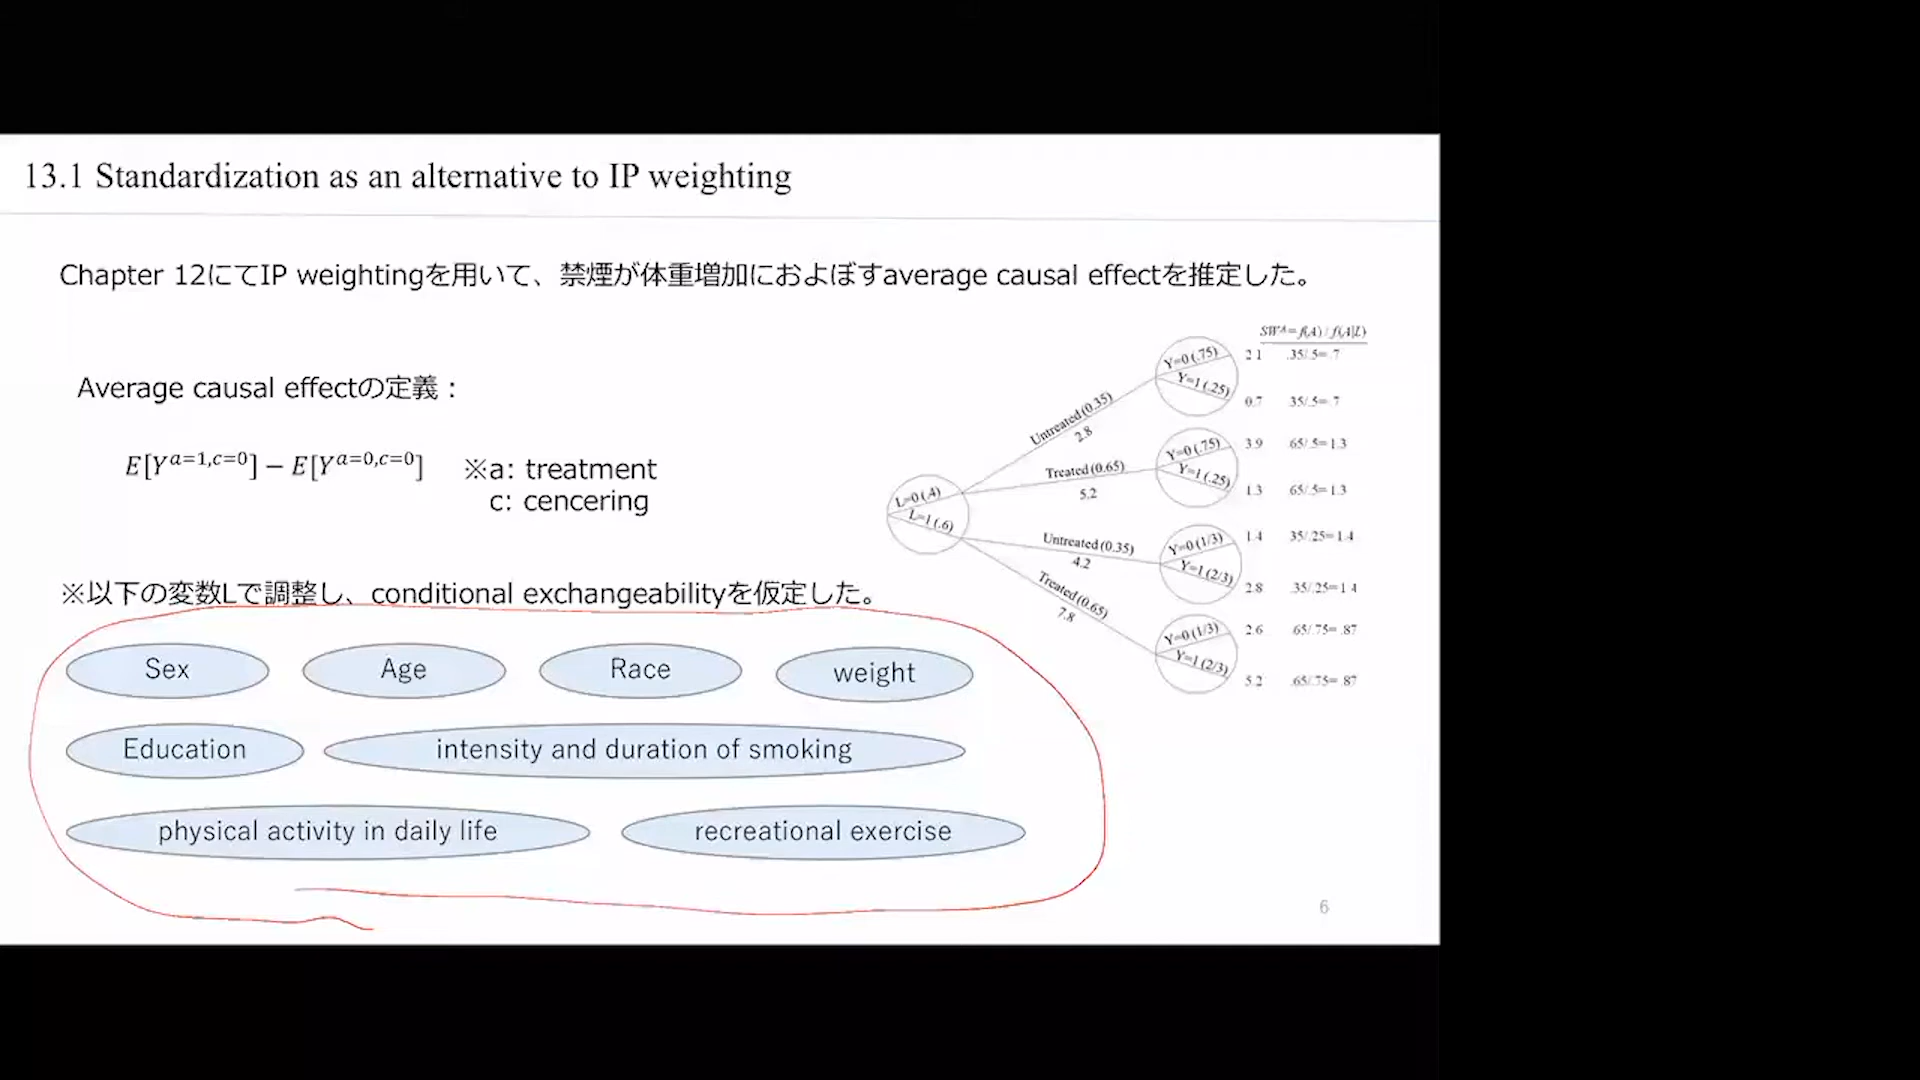 13.1 Standardization as an alternative to IP weighting
Chapter 12にてIP weightingを用いて、禁煙が体重増加におよぼすaverage causal effectを推定した。
Average causal effectの定義：
E[Y^{a=1,c=0}] − E[Y^{a=0,c=0}]
※a: treatment
c: cencering
※以下の変数Lで調整し、conditional exchangeabilityを仮定した。
Sex
Age
Race
weight
Education
intensity and duration of smoking
physical activity in daily life
recreational exercise
L=0 (.4)
L=1 (.6)
Untreated (0.35)
2.8
Treated (0.65)
5.2
Untreated (0.35)
4.2
Treated (0.65)
7.8
SW^A = f(A) / f(A|L)
Y=0 (.75) 2.1 .35/.5= .7
Y=1 (.25) 0.7 .35/.5= .7
Y=0 (.75) 3.9 .65/.5=1.3
Y=1 (.25) 1.3 .65/.5=1.3
Y=0 (1/3) 1.4 .35/.25=1.4
Y=1 (2/3) 2.8 .35/.25=1.4
Y=0 (1/3) 2.6 .65/.75= .87
Y=1 (2/3) 5.2 .65/.75= .87
6